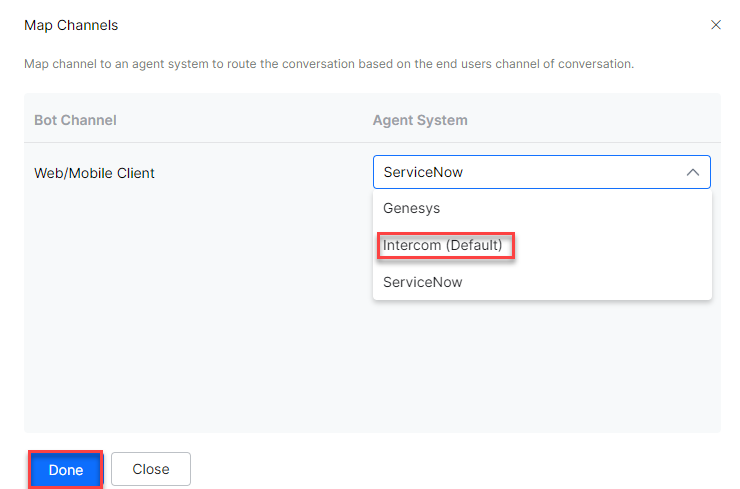 Map Channels
Map channel to an agent system to route the conversation based on the end users channel of conversation.
Bot Channel Agent System
Web/Mobile Client ServiceNow
Genesys
Intercom (Default)
ServiceNow
Done Close